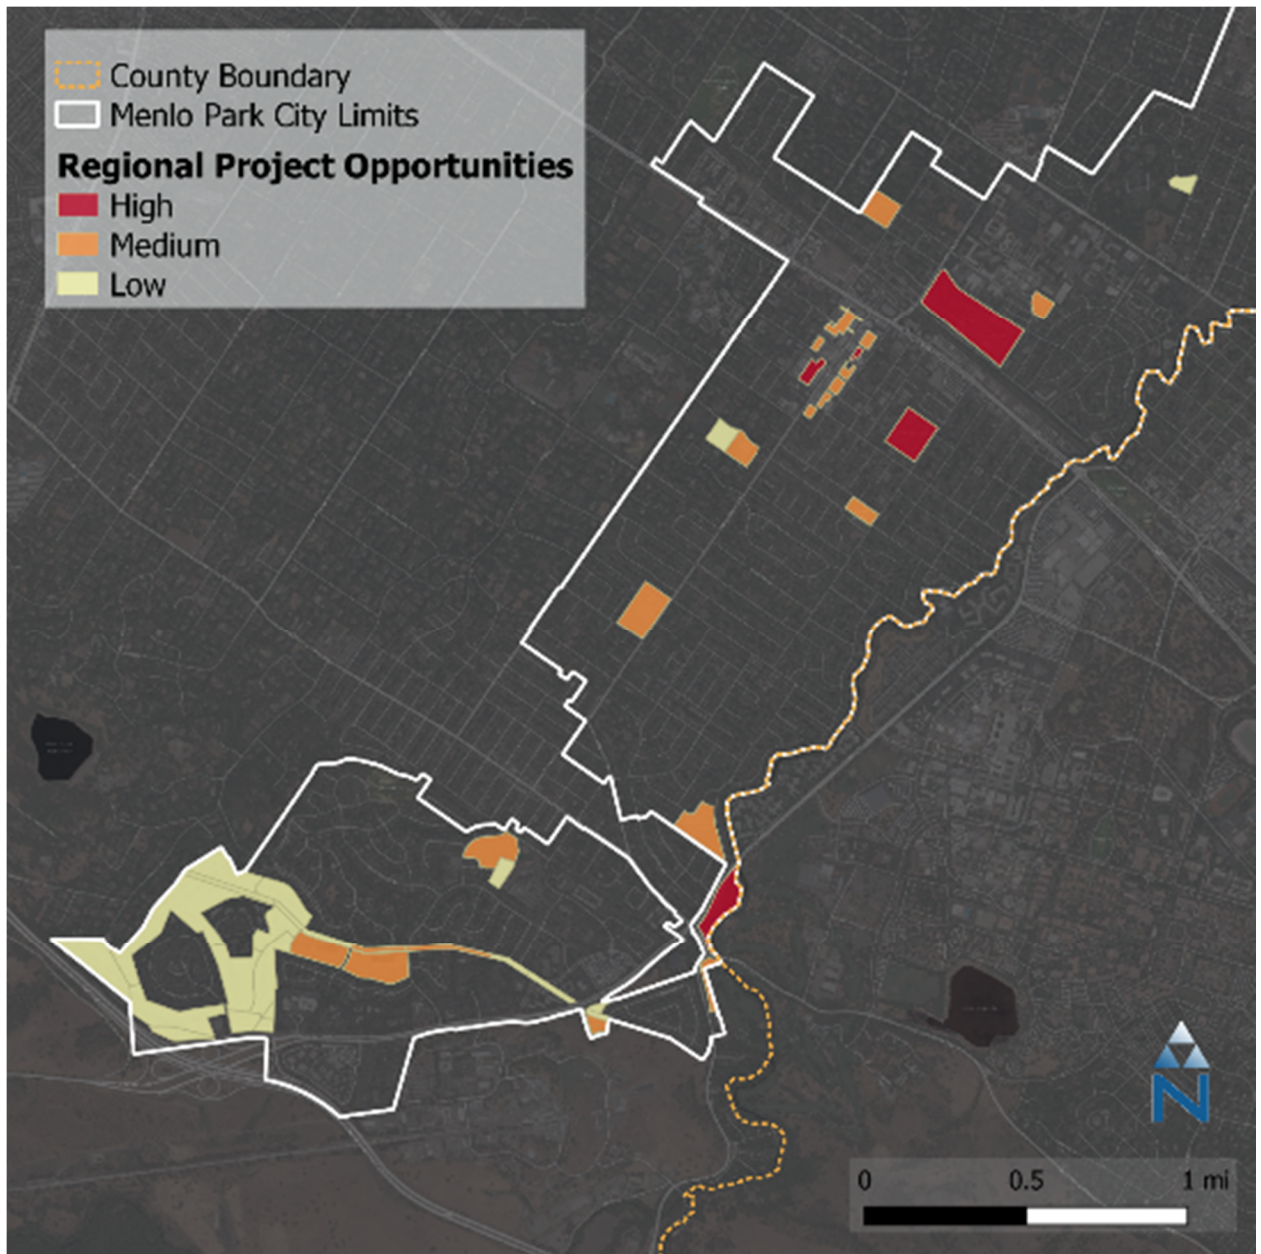 County Boundary
Menlo Park City Limits
Regional Project Opportunities
High
Medium
Low
N
0 0.5 1 mi